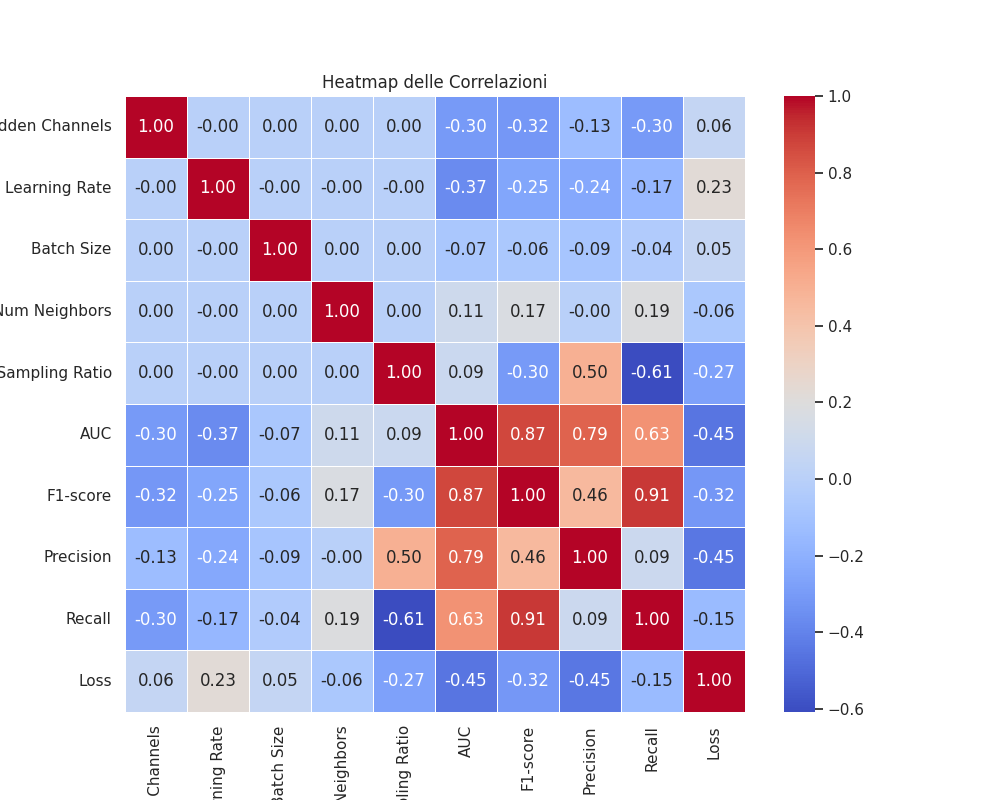 Heatmap delle Correlazioni
dden Channels 1.00 -0.00 0.00 0.00 0.00 -0.30 -0.32 -0.13 -0.30 0.06
Learning Rate -0.00 1.00 -0.00 -0.00 -0.00 -0.37 -0.25 -0.24 -0.17 0.23
Batch Size 0.00 -0.00 1.00 0.00 0.00 -0.07 -0.06 -0.09 -0.04 0.05
Num Neighbors 0.00 -0.00 0.00 1.00 0.00 0.11 0.17 -0.00 0.19 -0.06
Sampling Ratio 0.00 -0.00 0.00 0.00 1.00 0.09 -0.30 0.50 -0.61 -0.27
AUC -0.30 -0.37 -0.07 0.11 0.09 1.00 0.87 0.79 0.63 -0.45
F1-score -0.32 -0.25 -0.06 0.17 -0.30 0.87 1.00 0.46 0.91 -0.32
Precision -0.13 -0.24 -0.09 -0.00 0.50 0.79 0.46 1.00 0.09 -0.45
Recall -0.30 -0.17 -0.04 0.19 -0.61 0.63 0.91 0.09 1.00 -0.15
Loss 0.06 0.23 0.05 -0.06 -0.27 -0.45 -0.32 -0.45 -0.15 1.00
Channels
rning Rate
Batch Size
Neighbors
pling Ratio
AUC
F1-score
Precision
Recall
Loss
1.0
0.8
0.6
0.4
0.2
0.0
−0.2
−0.4
−0.6